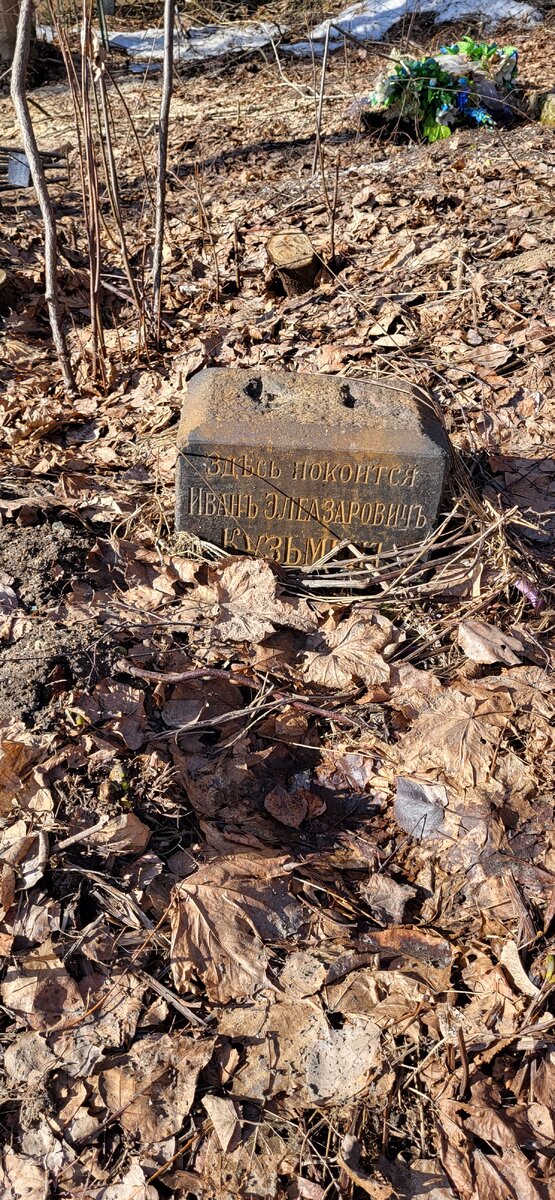 Здѣсь покоится
Иванъ Элеазаровичъ